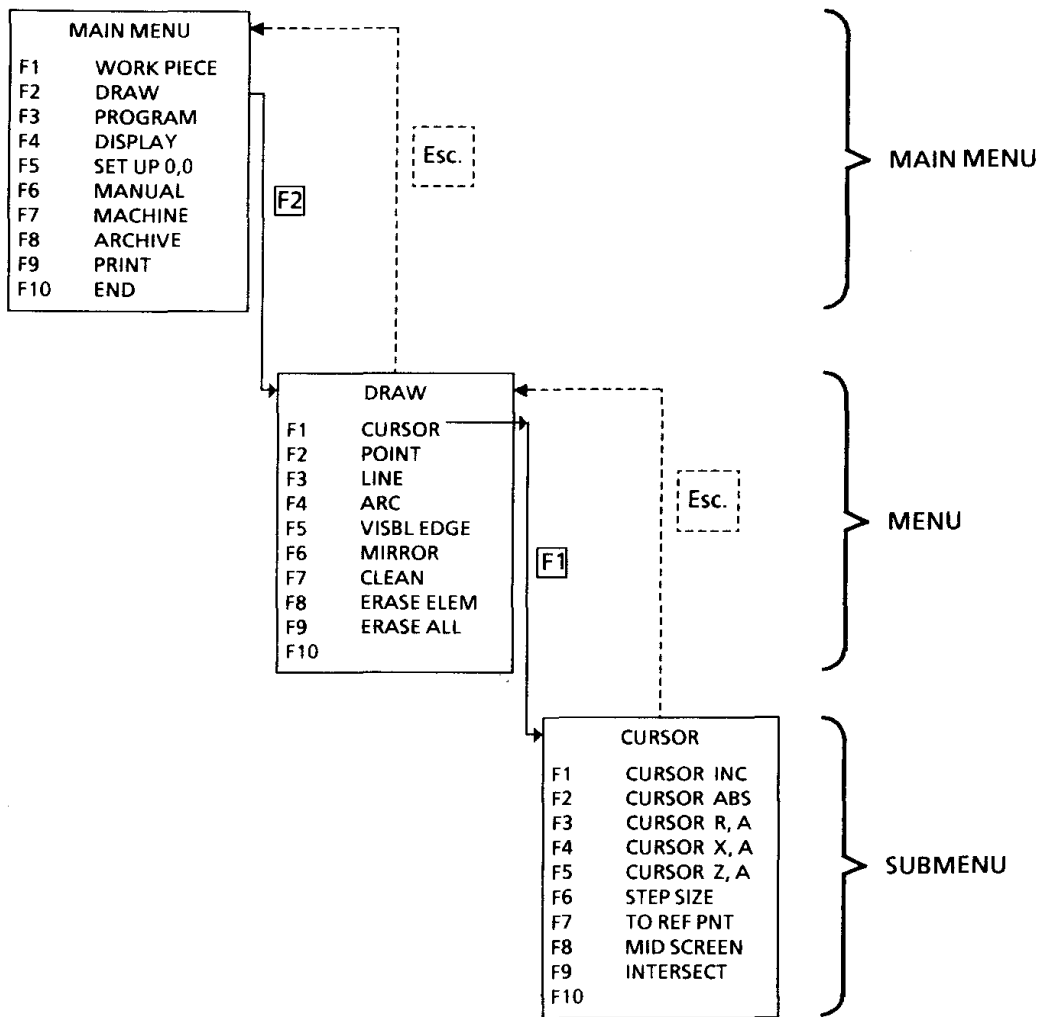 MAIN MENU
F1 WORK PIECE
F2 DRAW
F3 PROGRAM
F4 DISPLAY
F5 SET UP 0,0
F6 MANUAL
F7 MACHINE
F8 ARCHIVE
F9 PRINT
F10 END
Esc.
F2
MAIN MENU
DRAW
F1 CURSOR
F2 POINT
F3 LINE
F4 ARC
F5 VISBL EDGE
F6 MIRROR
F7 CLEAN
F8 ERASE ELEM
F9 ERASE ALL
F10
Esc.
F1
MENU
CURSOR
F1 CURSOR INC
F2 CURSOR ABS
F3 CURSOR R, A
F4 CURSOR X, A
F5 CURSOR Z, A
F6 STEP SIZE
F7 TO REF PNT
F8 MID SCREEN
F9 INTERSECT
F10
SUBMENU